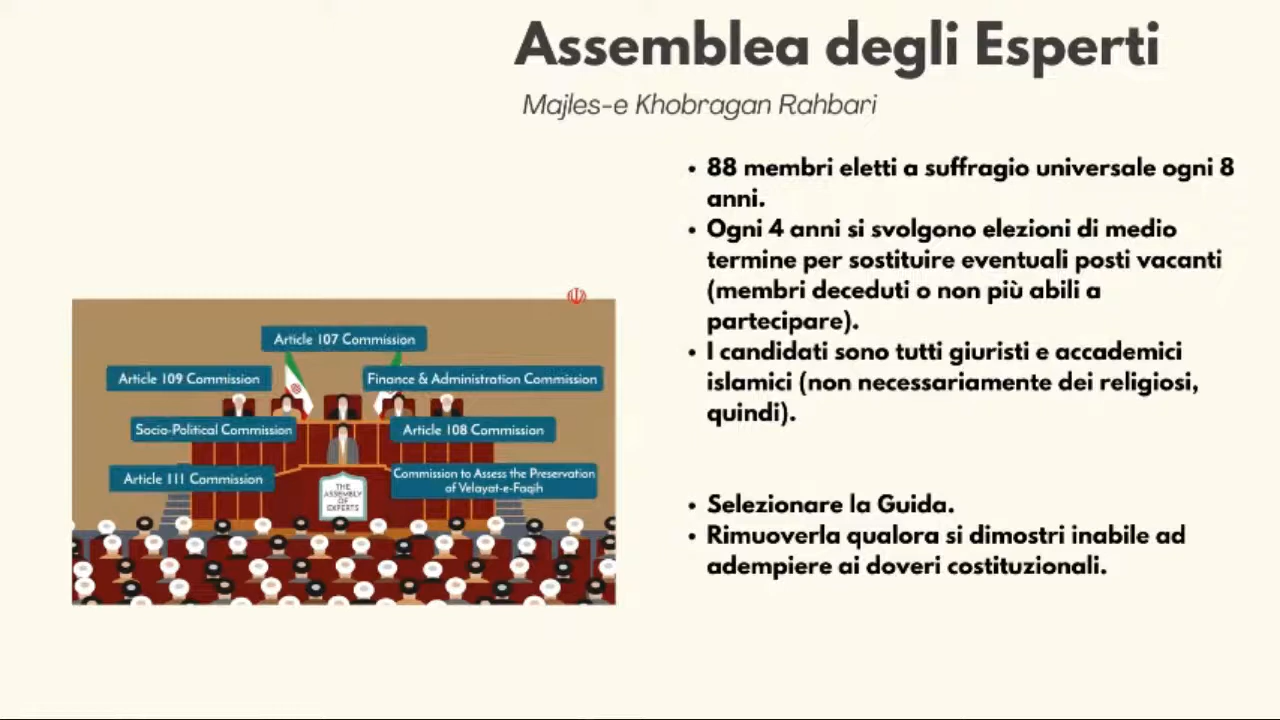 Assemblea degli Esperti
Majles-e Khobragan Rahbari
• 88 membri eletti a suffragio universale ogni 8
anni.
• Ogni 4 anni si svolgono elezioni di medio
termine per sostituire eventuali posti vacanti
(membri deceduti o non più abili a
partecipare).
• I candidati sono tutti giuristi e accademici
islamici (non necessariamente dei religiosi,
quindi).
• Selezionare la Guida.
• Rimuoverla qualora si dimostri inabile ad
adempiere ai doveri costituzionali.
Article 107 Commission
Article 109 Commission
Finance & Administration Commission
Socio-Political Commission
Article 108 Commission
Article 111 Commission
Commission to Assess the Preservation
of Velayat-e-Faqih
THE
ASSEMBLY
OF
EXPERTS